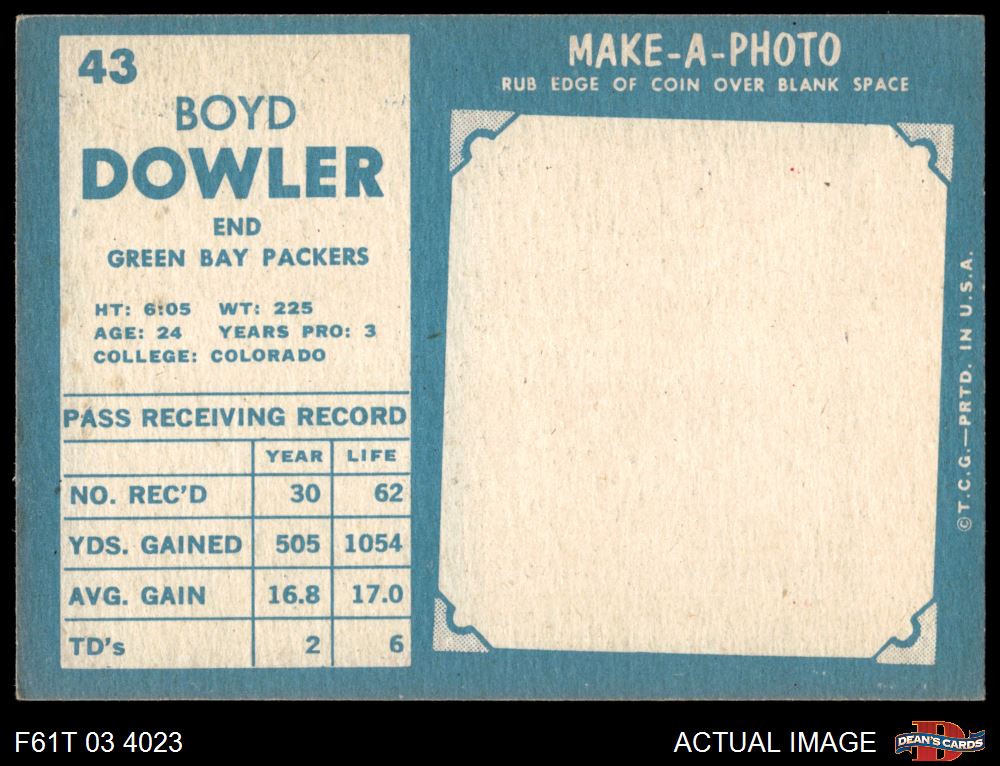 43
BOYD
DOWLER
END
GREEN BAY PACKERS
HT: 6:05 WT: 225
AGE: 24 YEARS PRO: 3
COLLEGE: COLORADO
PASS RECEIVING RECORD
YEAR LIFE
NO. REC'D 30 62
YDS. GAINED 505 1054
AVG. GAIN 16.8 17.0
TD's 2 6
MAKE-A-PHOTO
RUB EDGE OF COIN OVER BLANK SPACE
©T.C.G.—PRTD. IN U.S.A.
F61T 03 4023
ACTUAL IMAGE
D
DEAN'S CARDS